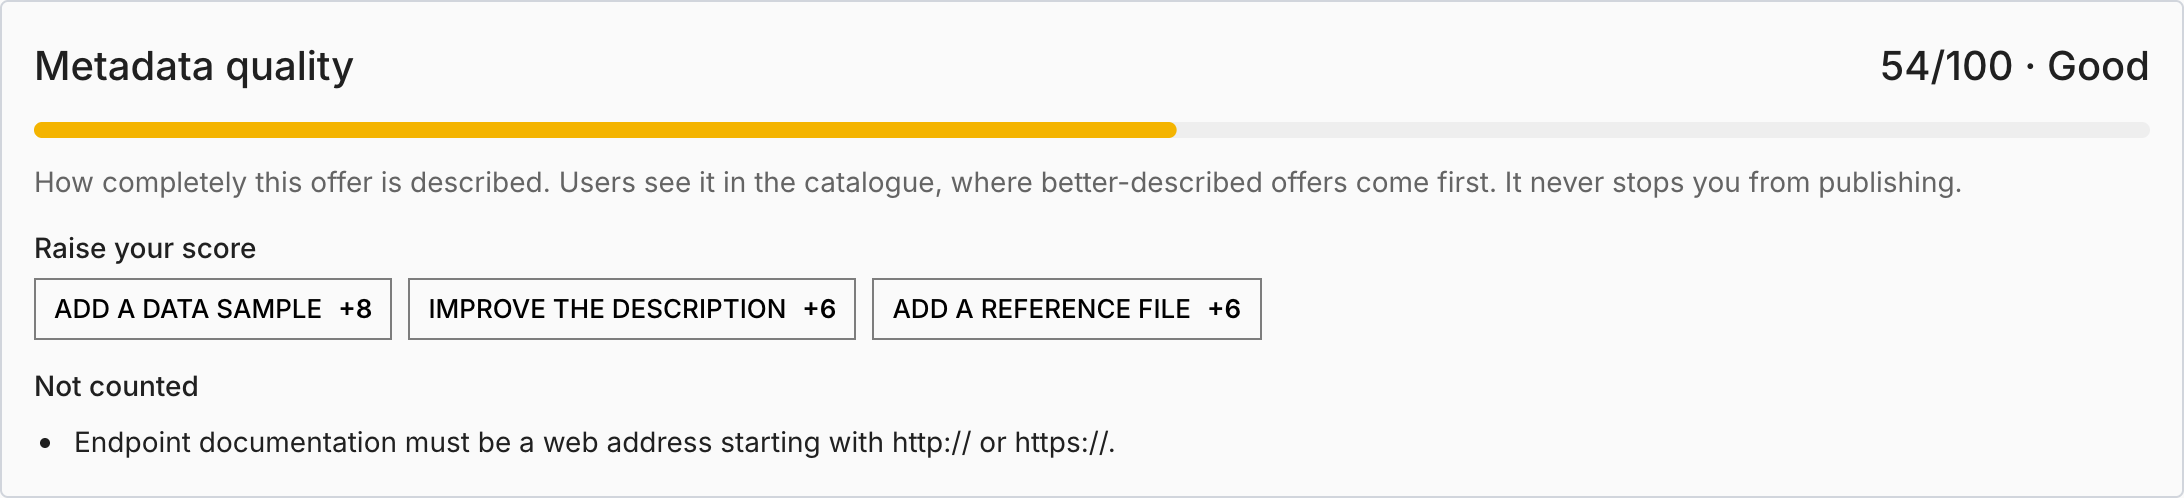 Metadata quality
54/100 · Good
How completely this offer is described. Users see it in the catalogue, where better-described offers come first. It never stops you from publishing.
Raise your score
ADD A DATA SAMPLE +8
IMPROVE THE DESCRIPTION +6
ADD A REFERENCE FILE +6
Not counted
• Endpoint documentation must be a web address starting with http:// or https://.